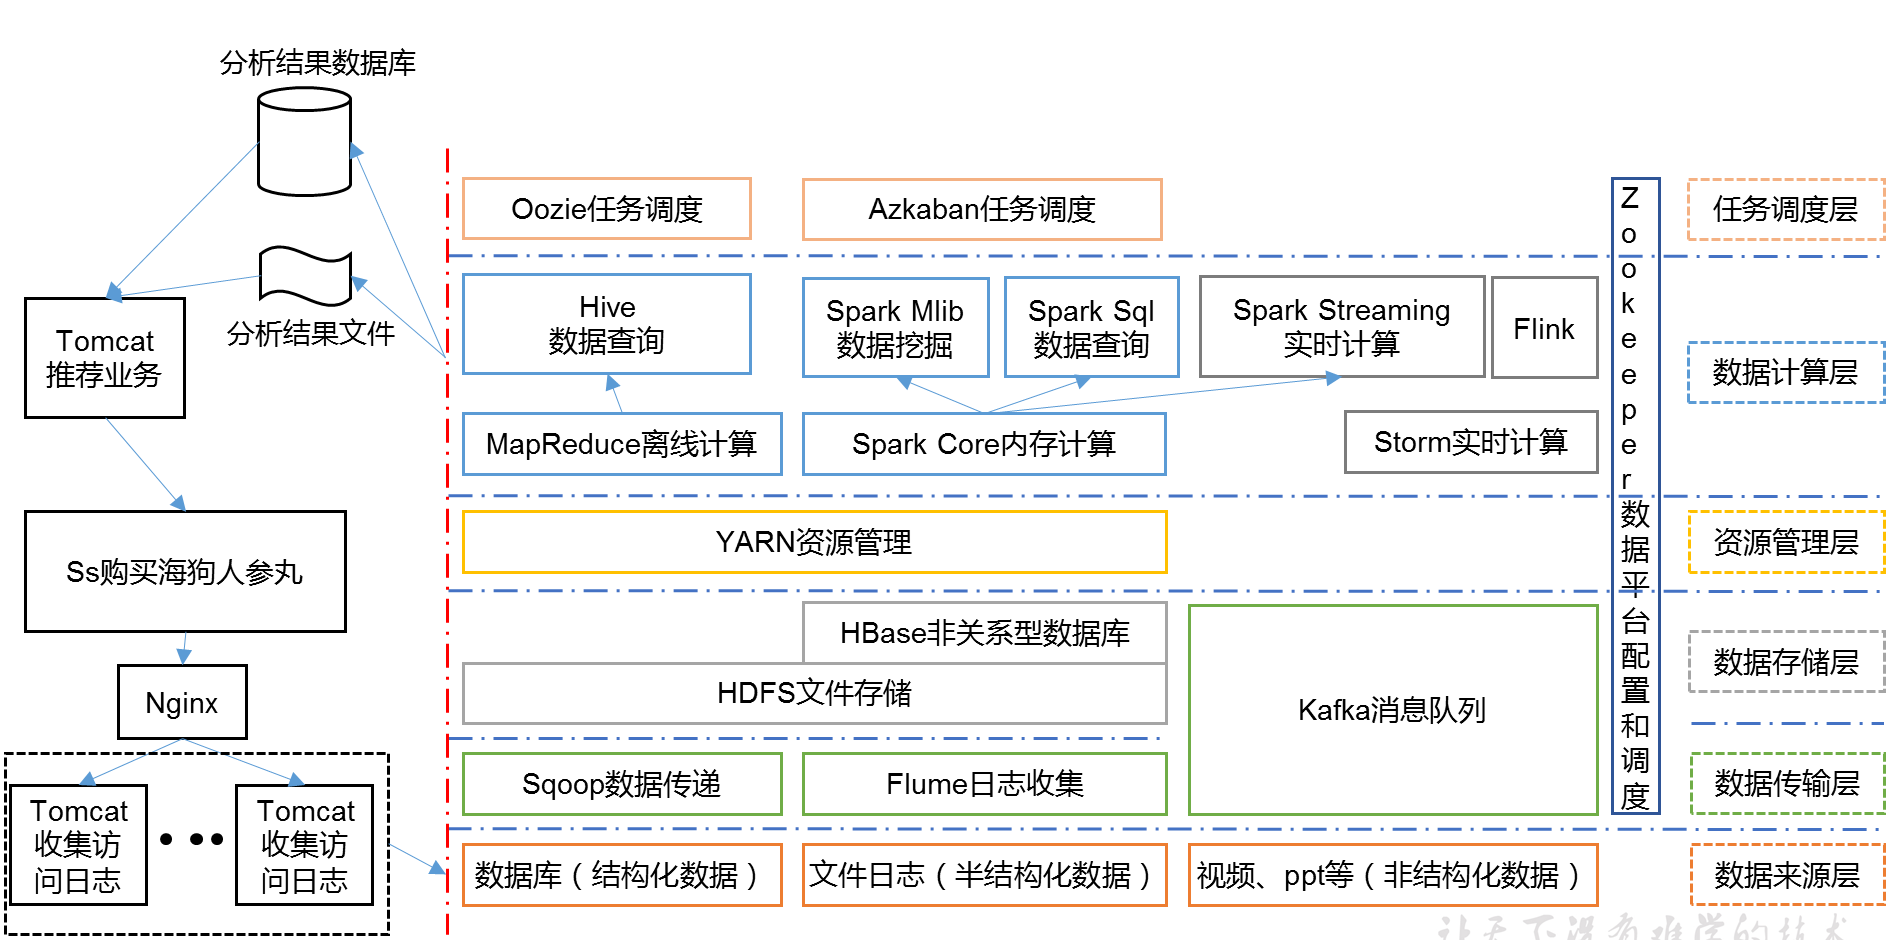 分析结果数据库
分析结果文件
Tomcat
推荐业务
Ss购买海狗人参丸
Nginx
Tomcat
收集访
问日志
Tomcat
收集访
问日志
Oozie任务调度
Azkaban任务调度
任务调度层
Hive
数据查询
Spark Mlib
数据挖掘
Spark Sql
数据查询
Spark Streaming
实时计算
Flink
数据计算层
MapReduce离线计算
Spark Core内存计算
Storm实时计算
YARN资源管理
资源管理层
HBase非关系型数据库
HDFS文件存储
Kafka消息队列
数据存储层
Sqoop数据传递
Flume日志收集
数据传输层
Zookeeper数据平台配置和调度
数据库（结构化数据）
文件日志（半结构化数据）
视频、ppt等（非结构化数据）
数据来源层
让天下没有难学的技术